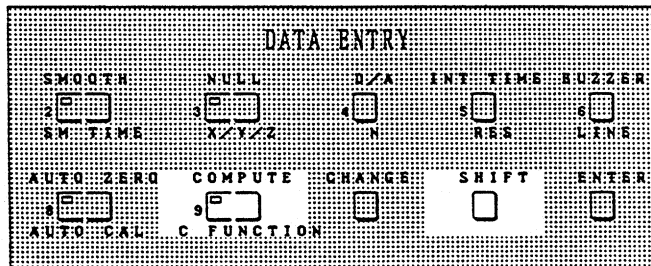 DATA ENTRY
SMOOTH NULL D/A INT TIME BUZZER
2 3 4 5 6
SM TIME X/Y/Z N RES LINE
AUTO ZERO COMPUTE CHANGE SHIFT ENTER
8 9
AUTO CAL C FUNCTION